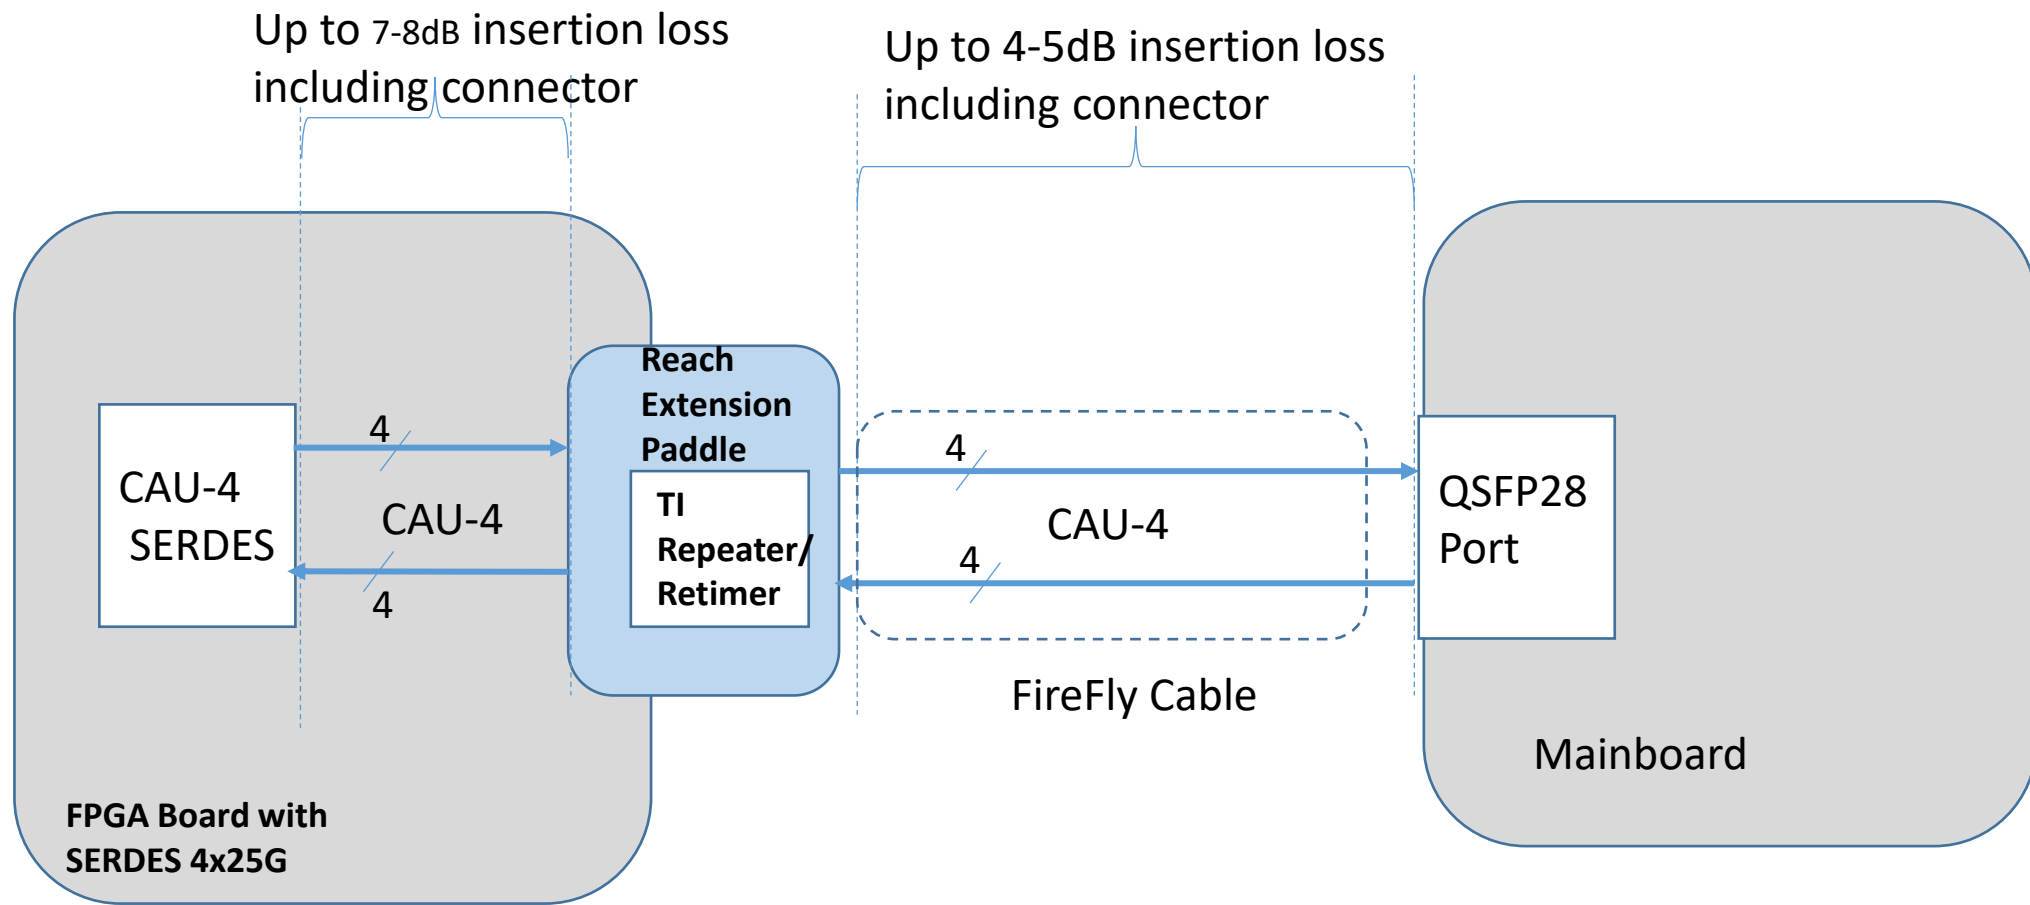 Up to 7-8dB insertion loss
including connector
Up to 4-5dB insertion loss
including connector
Reach
Extension
Paddle
4
4
CAU-4
SERDES
CAU-4
TI
Repeater/
Retimer
CAU-4
QSFP28
Port
4
4
FireFly Cable
Mainboard
FPGA Board with
SERDES 4x25G